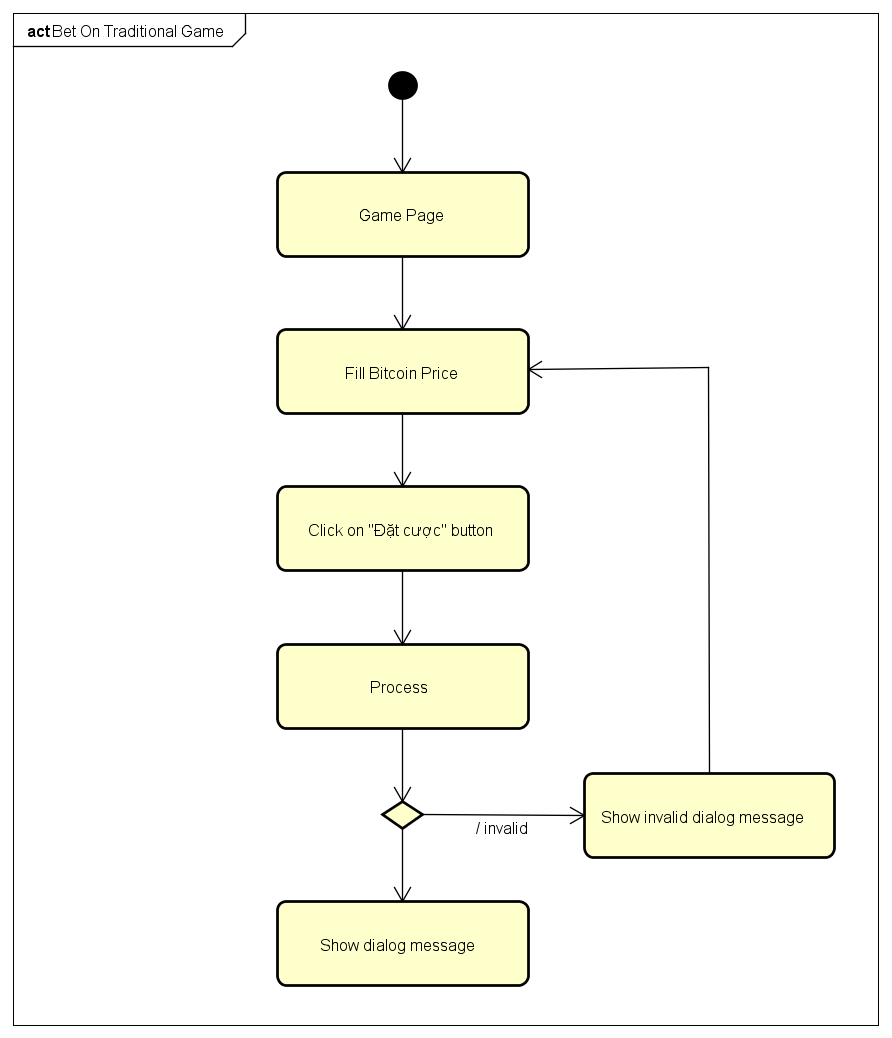 act Bet On Traditional Game
Game Page
Fill Bitcoin Price
Click on "Đặt cược" button
Process
/ invalid
Show invalid dialog message
Show dialog message